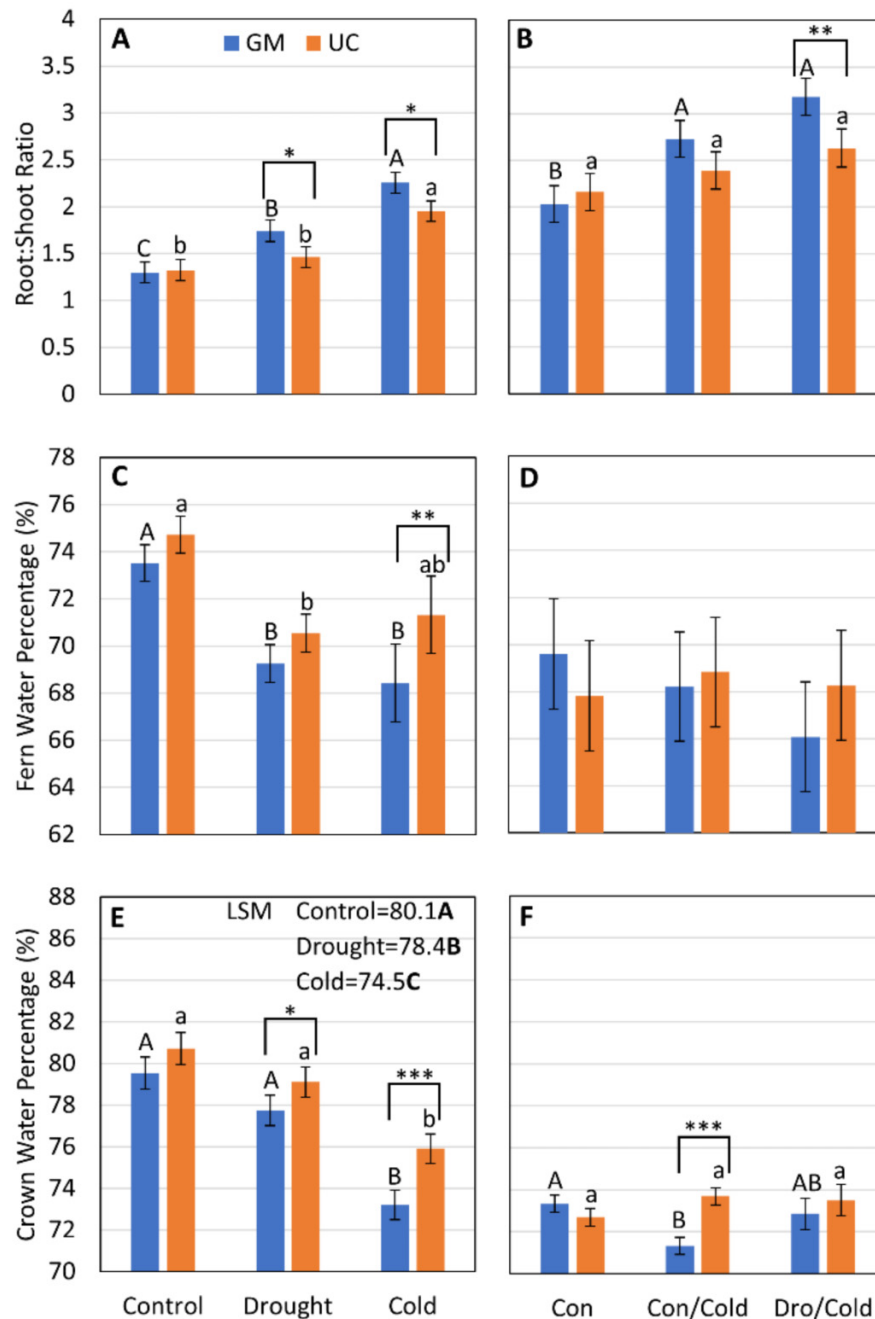 A
GM UC
B
Root:Shoot Ratio
4
3.5
3
2.5
2
1.5
1
0.5
0
C b
B * b
A * a
B a
A a
A ** a
C
D
Fern Water Percentage (%)
78
76
74
72
70
68
66
64
62
A a
B b
B ** ab
E
LSM Control=80.1A
Drought=78.4B
Cold=74.5C
F
Crown Water Percentage (%)
88
86
84
82
80
78
76
74
72
70
A a
A * a
B *** b
A a
B *** a
AB a
Control Drought Cold
Con Con/Cold Dro/Cold